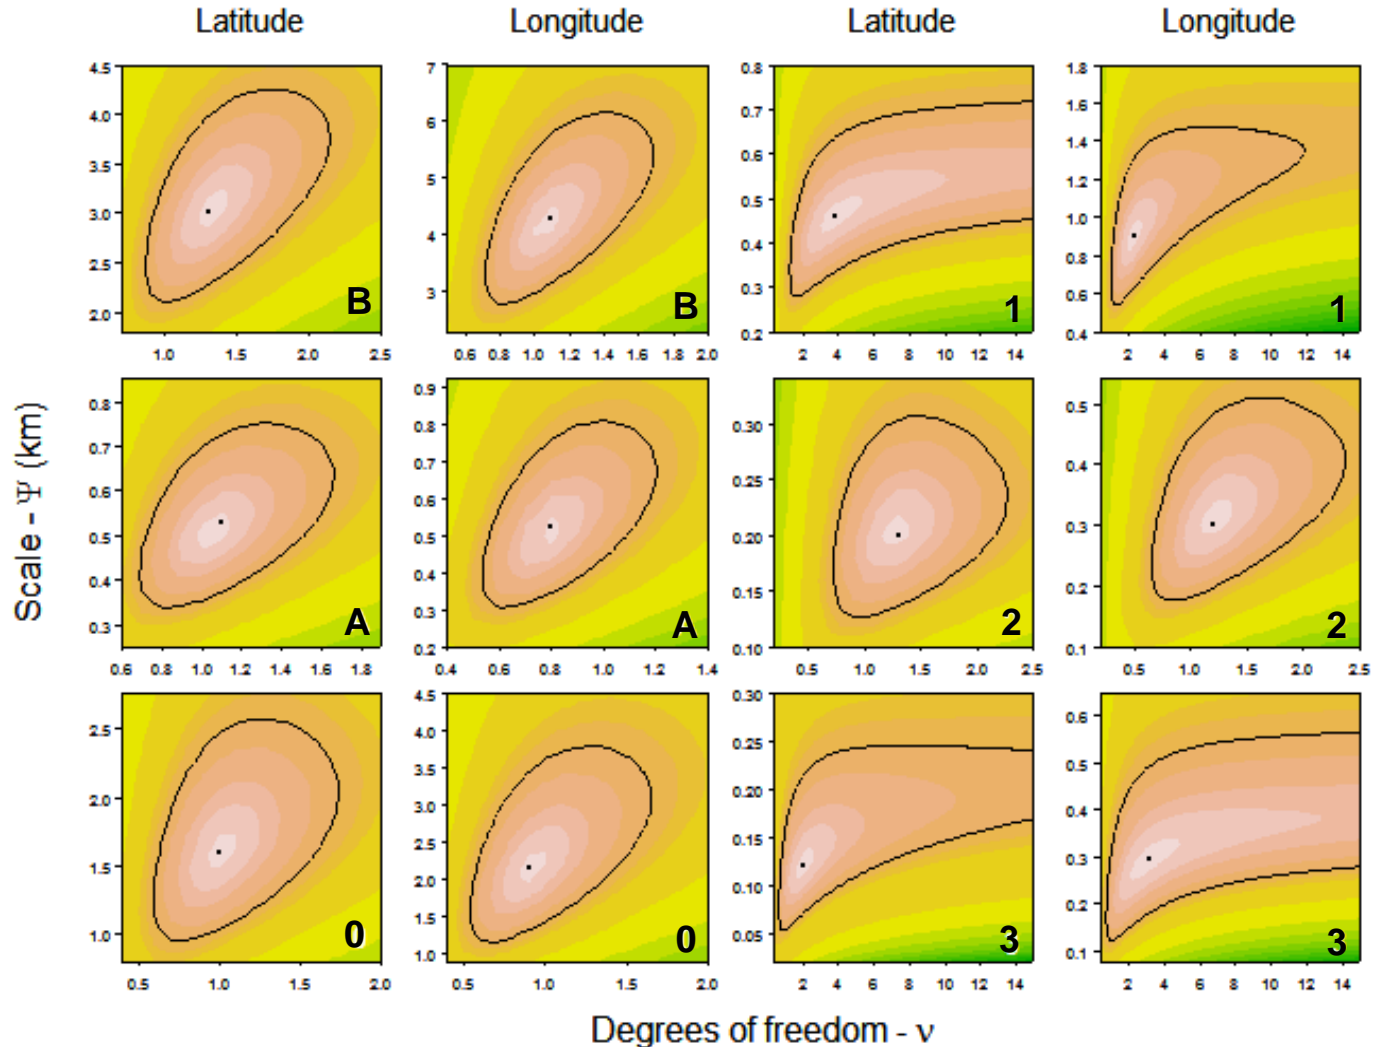 Latitude Longitude Latitude Longitude
4.5 4.0 3.5 3.0 2.5 2.0
B
1.0 1.5 2.0 2.5
7 6 5 4 3
B
0.6 0.8 1.0 1.2 1.4 1.6 1.8 2.0
0.8 0.7 0.6 0.5 0.4 0.3 0.2
1
2 4 6 8 10 12 14
1.8 1.6 1.4 1.2 1.0 0.8 0.6 0.4
1
2 4 6 8 10 12 14
Scale - Ψ (km)
0.8 0.7 0.6 0.5 0.4 0.3
A
0.6 0.8 1.0 1.2 1.4 1.6 1.8
0.9 0.8 0.7 0.6 0.5 0.4 0.3 0.2
A
0.4 0.6 0.8 1.0 1.2 1.4
0.30 0.25 0.20 0.15 0.10
2
0.5 1.0 1.5 2.0 2.5
0.5 0.4 0.3 0.2 0.1
2
0.5 1.0 1.5 2.0 2.5
2.5 2.0 1.5 1.0
0
0.5 1.0 1.5 2.0
4.5 4.0 3.5 3.0 2.5 2.0 1.5 1.0
0
0.5 1.0 1.5 2.0
0.30 0.25 0.20 0.15 0.10 0.05
3
2 4 6 8 10 12 14
0.6 0.5 0.4 0.3 0.2 0.1
3
2 4 6 8 10 12 14
Degrees of freedom - ν